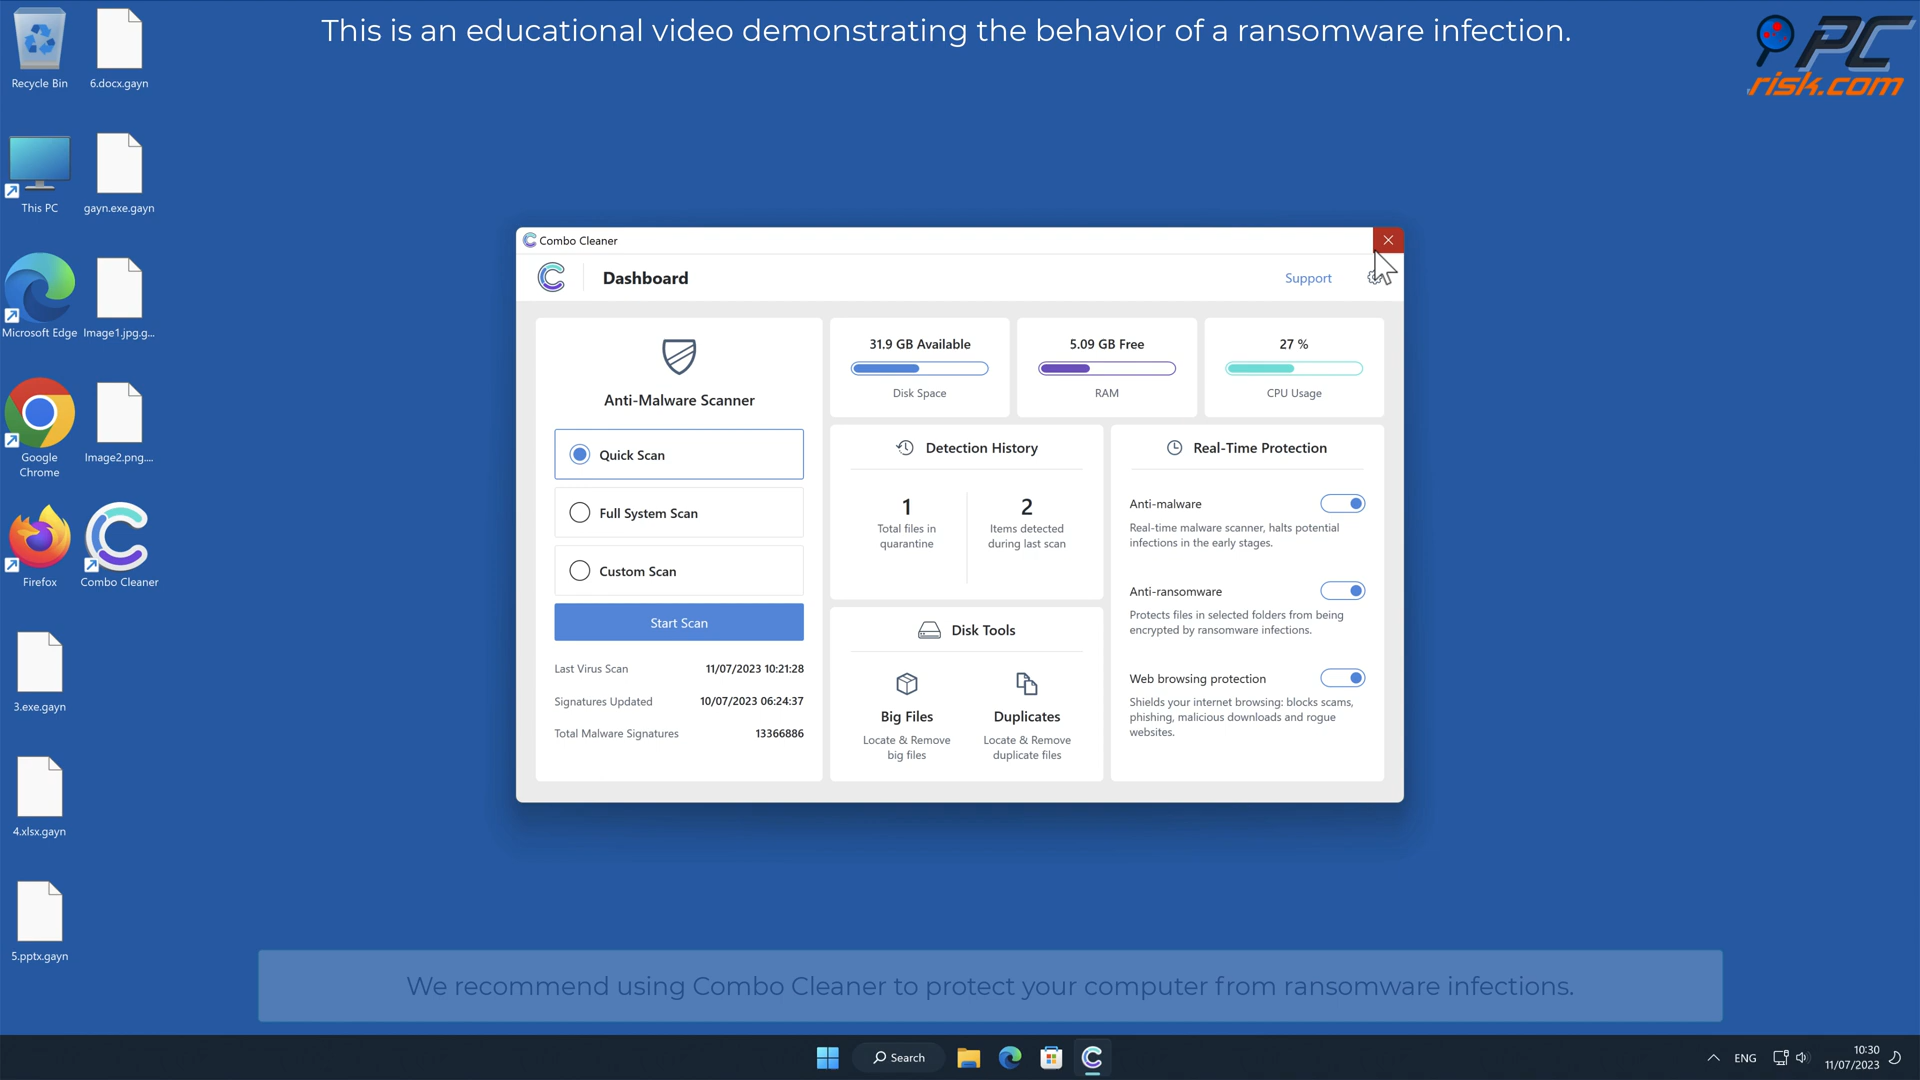 This is an educational video demonstrating the behavior of a ransomware infection.
PC
risk.com
Recycle Bin
6.docx.gayn
This PC
gayn.exe.gayn
Microsoft Edge
Image1.jpg.g...
Google
Chrome
Image2.png....
Firefox
Combo Cleaner
3.exe.gayn
4.xlsx.gayn
5.pptx.gayn
Combo Cleaner
Dashboard
Support
Anti-Malware Scanner
Quick Scan
Full System Scan
Custom Scan
Start Scan
Last Virus Scan 11/07/2023 10:21:28
Signatures Updated 10/07/2023 06:24:37
Total Malware Signatures 13366886
31.9 GB Available
Disk Space
5.09 GB Free
RAM
27 %
CPU Usage
Detection History
1
Total files in
quarantine
2
Items detected
during last scan
Disk Tools
Big Files
Locate & Remove
big files
Duplicates
Locate & Remove
duplicate files
Real-Time Protection
Anti-malware
Real-time malware scanner, halts potential
infections in the early stages.
Anti-ransomware
Protects files in selected folders from being
encrypted by ransomware infections.
Web browsing protection
Shields your internet browsing: blocks scams,
phishing, malicious downloads and rogue
websites.
We recommend using Combo Cleaner to protect your computer from ransomware infections.
Search
ENG
10:30
11/07/2023